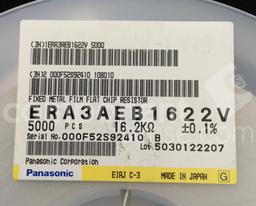 (3N)1ERA3AEB1622V 5000
(3N)2 000F52S92410 108010
FIXED METAL FILM FLAT CHIP RESISTOR
ERA3AEB1622V
5000 PCS 16.2KΩ ±0.1%
Serial No. 000F52S92410 B
Lot 5030122207
Panasonic Corporation
Panasonic EIAJ C-3 MADE IN JAPAN G